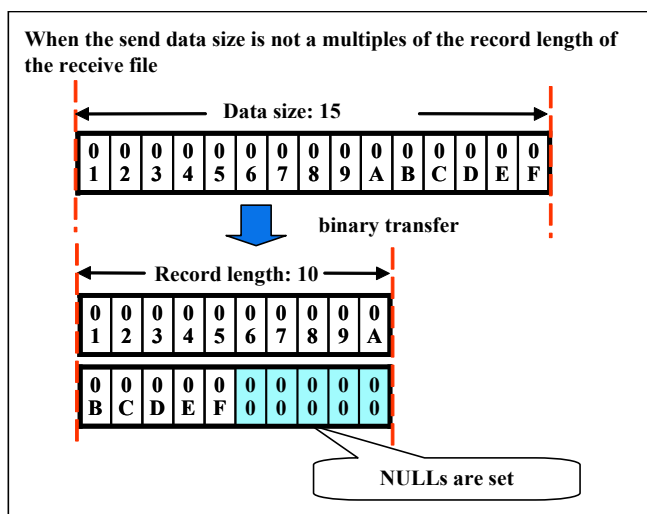 When the send data size is not a multiples of the record length of
the receive file
Data size: 15
0 0 0 0 0 0 0 0 0 0 0 0 0 0 0
1 2 3 4 5 6 7 8 9 A B C D E F
binary transfer
Record length: 10
0 0 0 0 0 0 0 0 0 0
1 2 3 4 5 6 7 8 9 A
0 0 0 0 0 0 0 0 0 0
B C D E F 0 0 0 0 0
NULLs are set